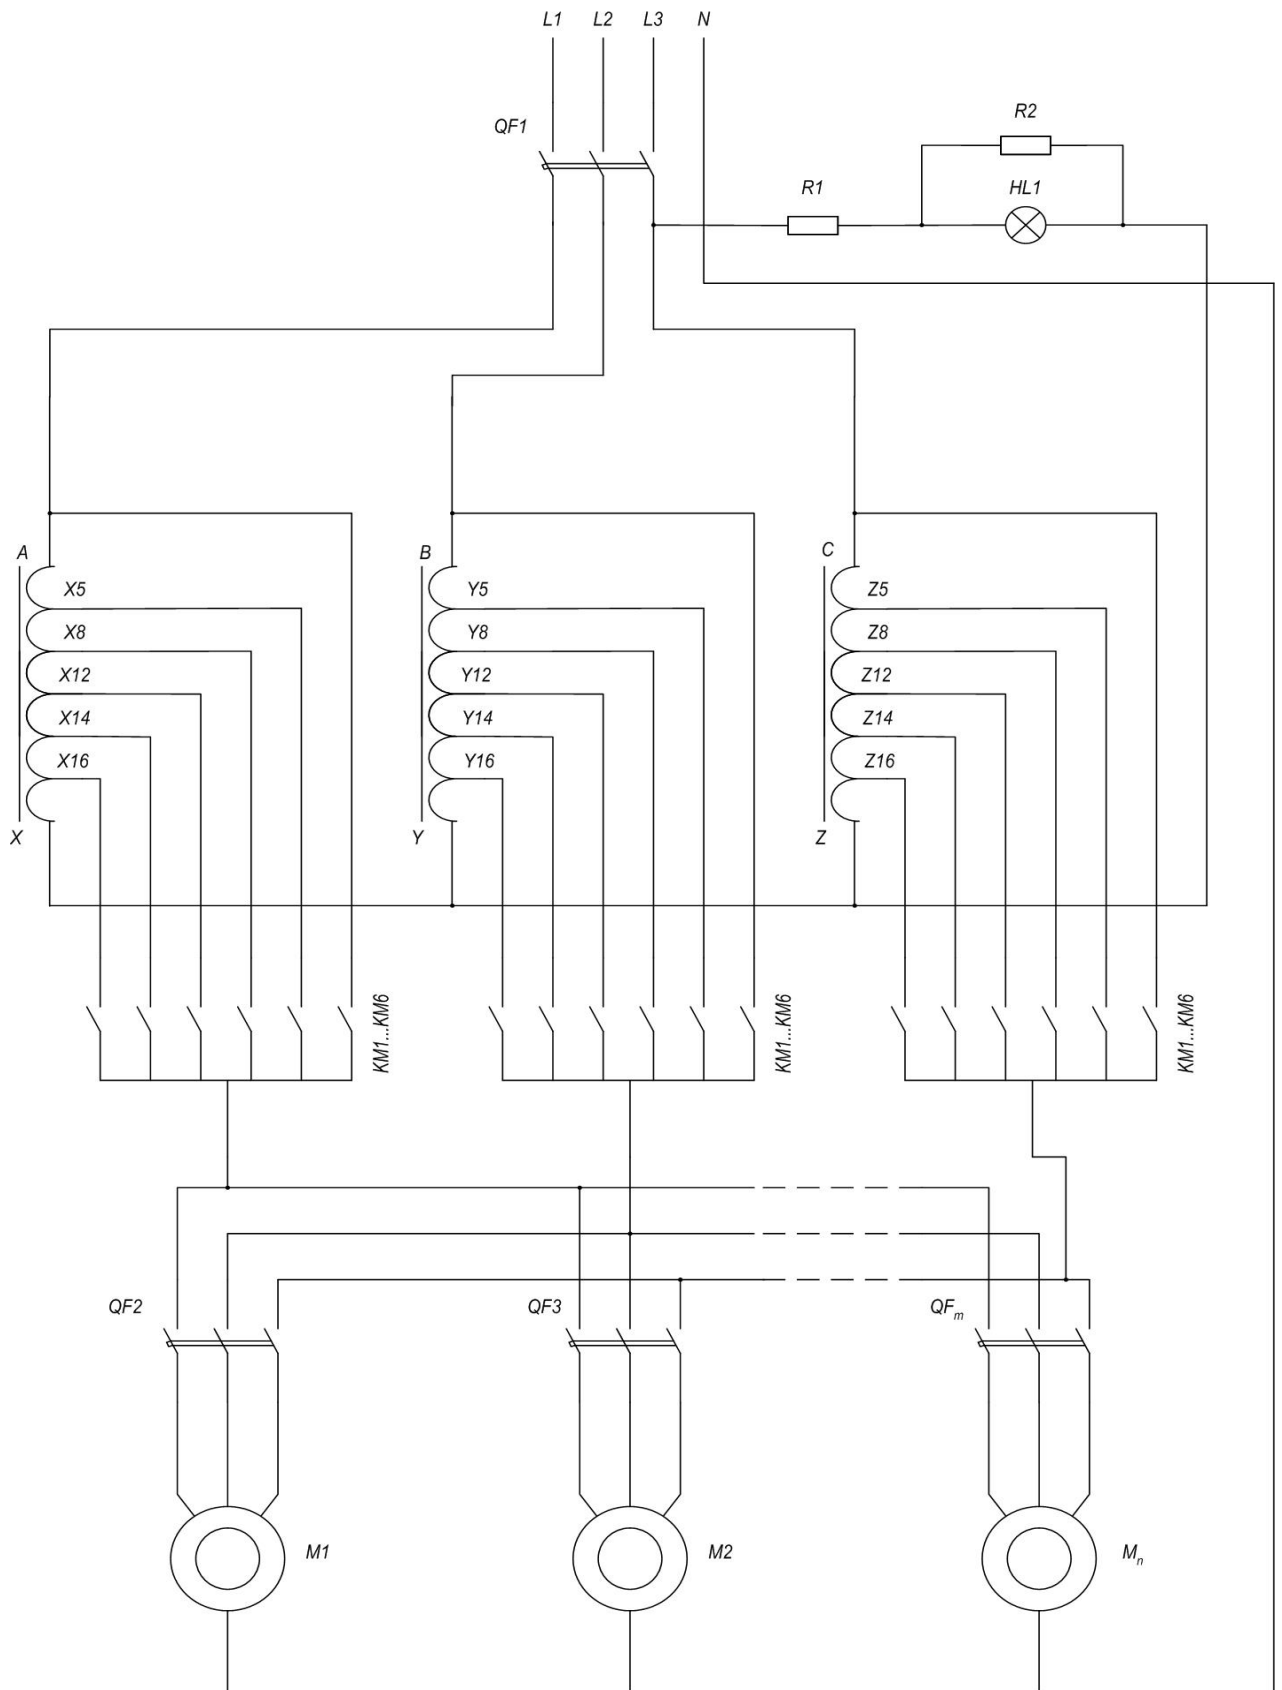 L1 L2 L3 N
R2
QF1
R1 HL1
A B C
X5 Y5 Z5
X8 Y8 Z8
X12 Y12 Z12
X14 Y14 Z14
X16 Y16 Z16
X Y Z
KM1...KM6 KM1...KM6 KM1...KM6
QF2 QF3 QFm
M1 M2 Mn